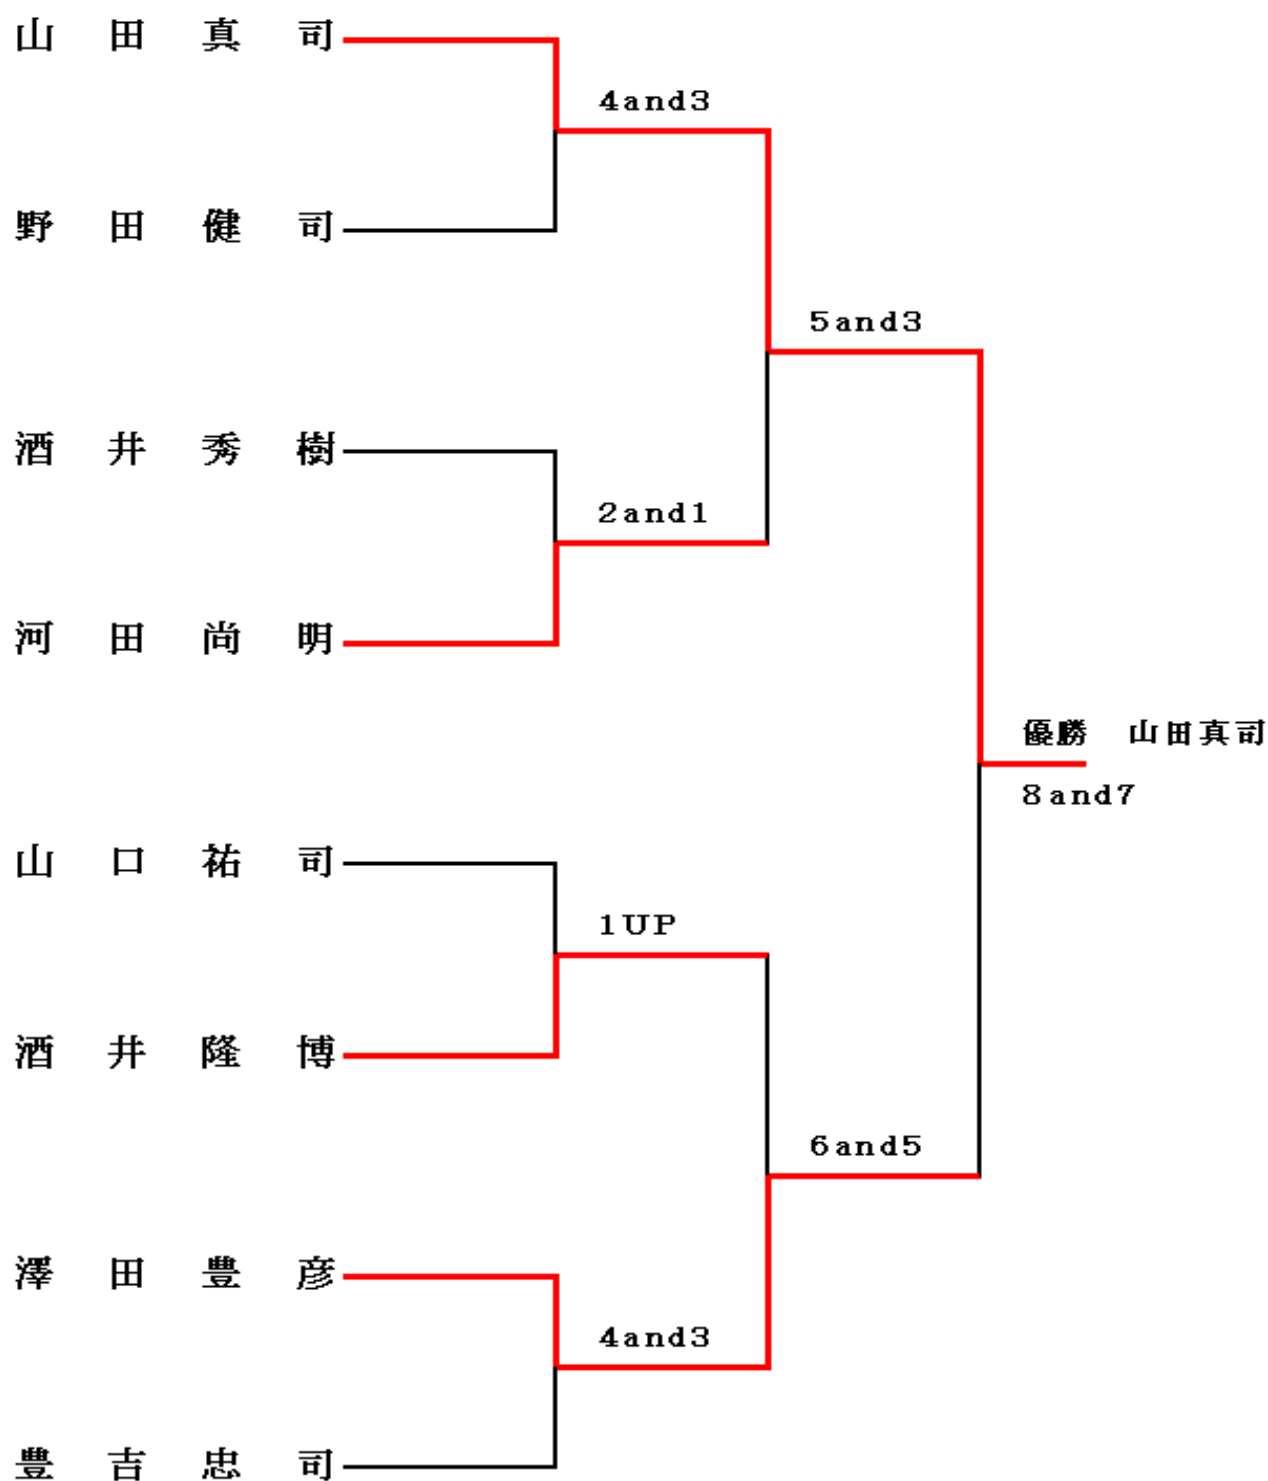 山田真司
4and3
野田健司
5and3
酒井秀樹
2and1
河田尚明
優勝　山田真司
8and7
山口祐司
1UP
酒井隆博
6and5
澤田豊彦
4and3
豊吉忠司